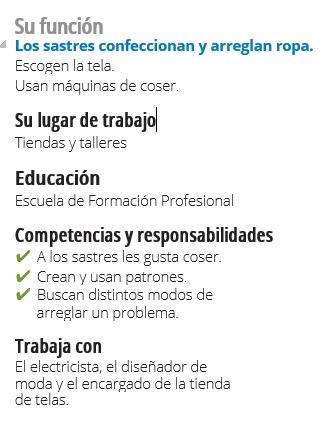 Su función
Los sastres confeccionan y arreglan ropa.
Escogen la tela.
Usan máquinas de coser.
Su lugar de trabajo
Tiendas y talleres
Educación
Escuela de Formación Profesional
Competencias y responsabilidades
✔ A los sastres les gusta coser.
✔ Crean y usan patrones.
✔ Buscan distintos modos de
arreglar un problema.
Trabaja con
El electricista, el diseñador de
moda y el encargado de la tienda
de telas.